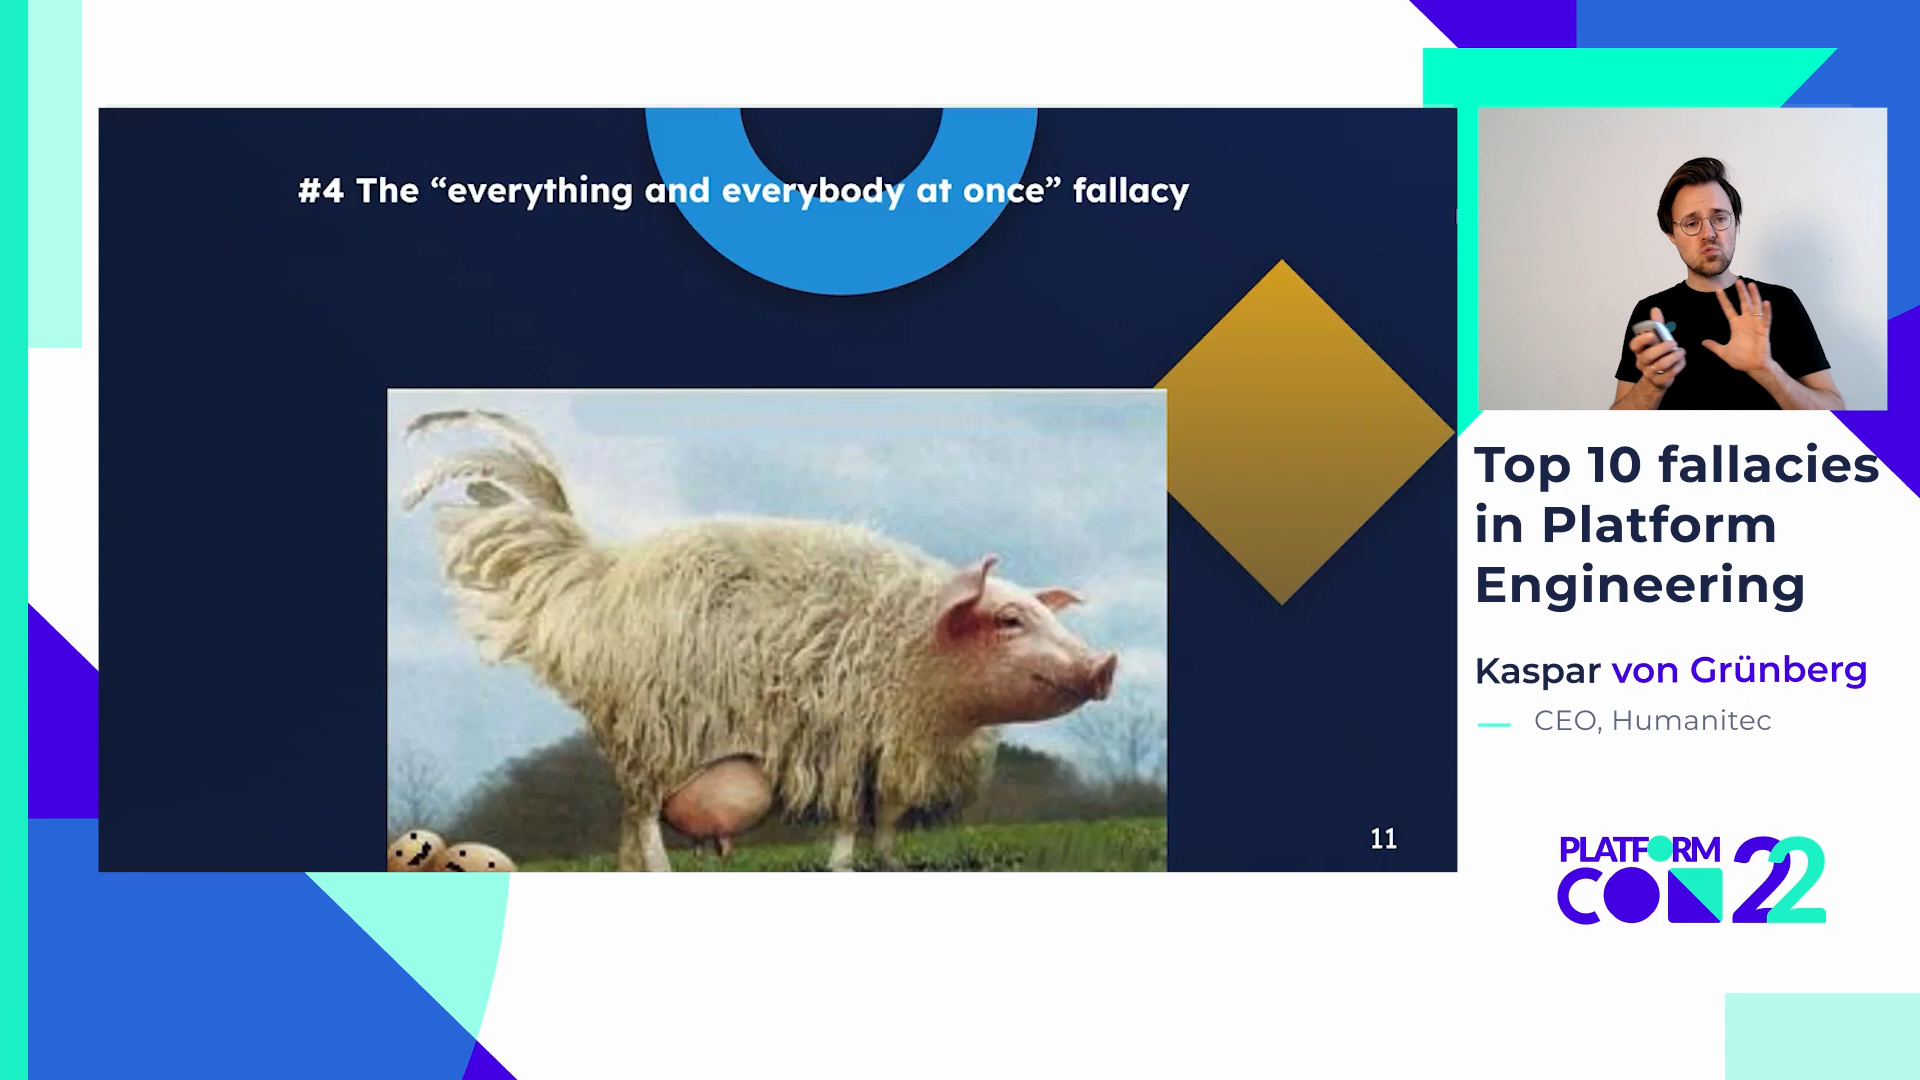 #4 The “everything and everybody at once” fallacy
11
Top 10 fallacies
in Platform
Engineering
Kaspar von Grünberg
CEO, Humanitec
PLATFORM
CON 22